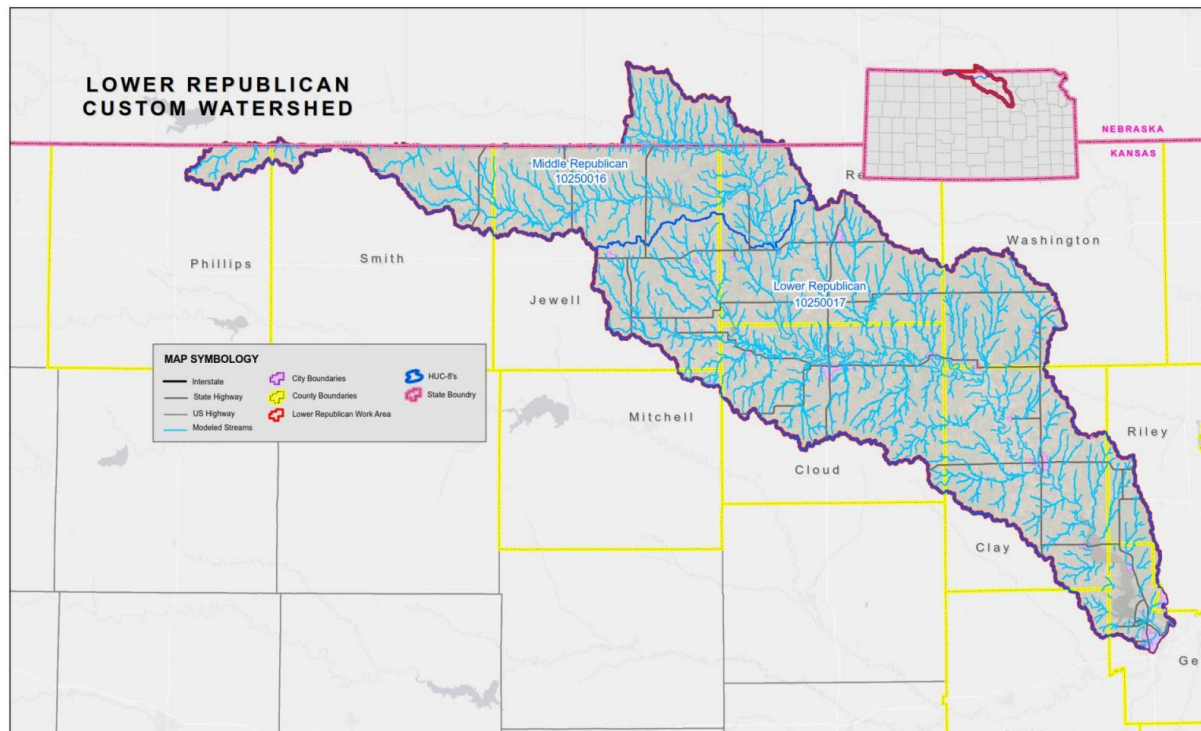 LOWER REPUBLICAN
CUSTOM WATERSHED
NEBRASKA
KANSAS
Middle Republican
10250016
Re
Washington
Phillips
Smith
Jewell
Lower Republican
10250017
MAP SYMBOLOGY
Interstate
State Highway
US Highway
Modeled Streams
City Boundaries
County Boundaries
Lower Republican Work Area
HUC-8's
State Boundry
Mitchell
Riley
Cloud
Clay
Ge